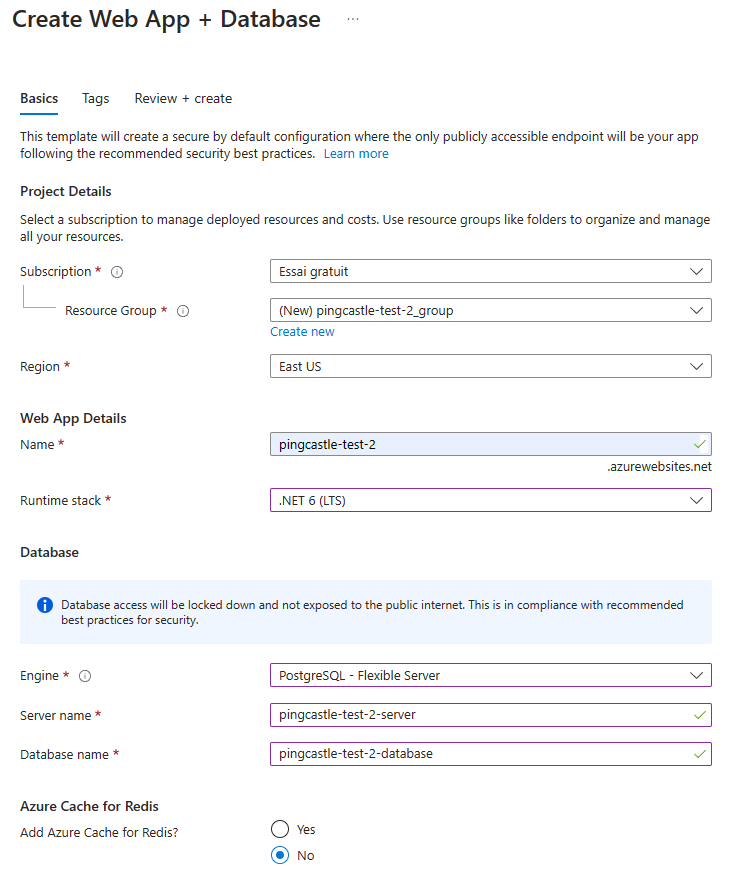 Create Web App + Database ...
Basics Tags Review + create
This template will create a secure by default configuration where the only publicly accessible endpoint will be your app
following the recommended security best practices. Learn more
Project Details
Select a subscription to manage deployed resources and costs. Use resource groups like folders to organize and manage
all your resources.
Subscription * Essai gratuit
Resource Group * (New) pingcastle-test-2_group
Create new
Region * East US
Web App Details
Name * pingcastle-test-2
.azurewebsites.net
Runtime stack * .NET 6 (LTS)
Database
Database access will be locked down and not exposed to the public internet. This is in compliance with recommended
best practices for security.
Engine * PostgreSQL - Flexible Server
Server name * pingcastle-test-2-server
Database name * pingcastle-test-2-database
Azure Cache for Redis
Add Azure Cache for Redis? Yes
No